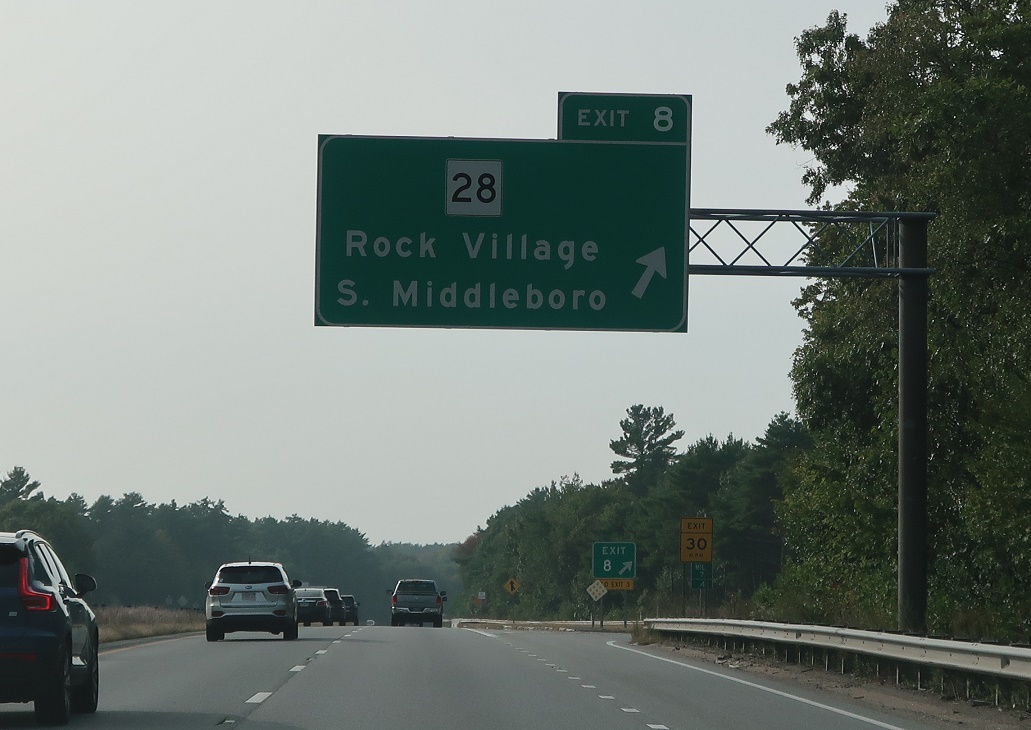 EXIT 8
28
Rock Village
S. Middleboro
EXIT
30
M.P.H.
EXIT
8